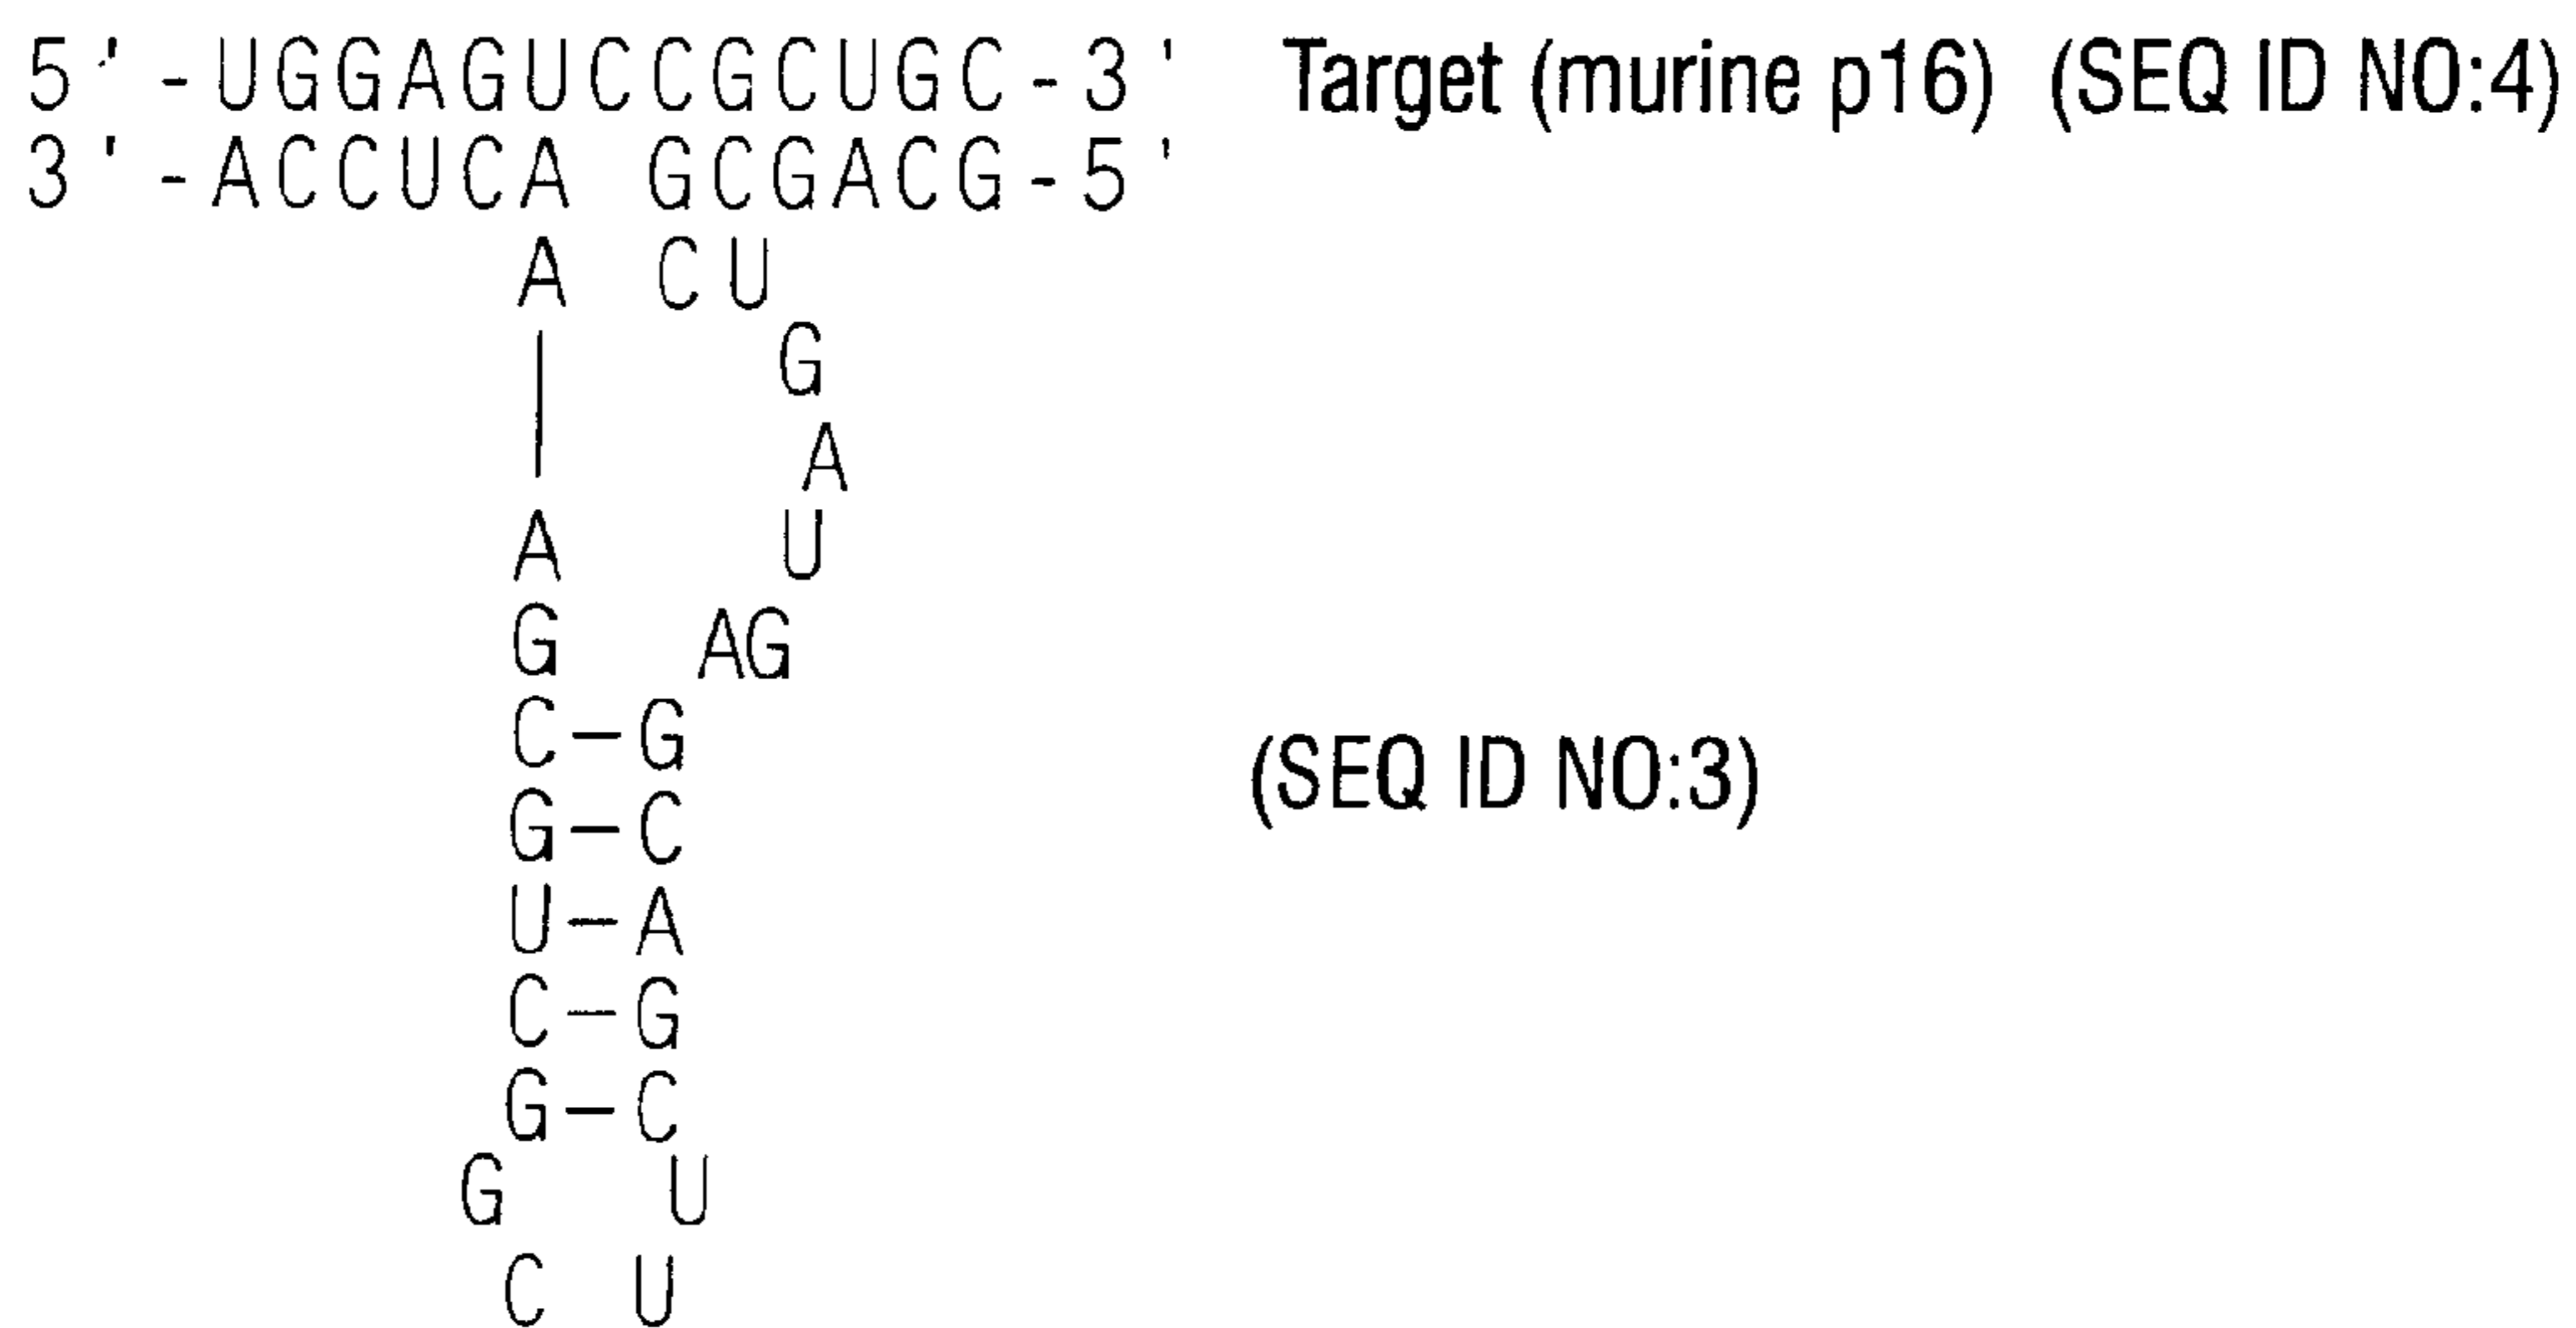 5' -UGGAGUCCGCUGC-3' Target (murine p16) (SEQ ID NO:4)
3' -ACCUCA GCGACG-5'
A CU
G
A
A U
G AG
C—G
(SEQ ID NO:3)
G—C
U—A
C—G
G—C
G U
C U